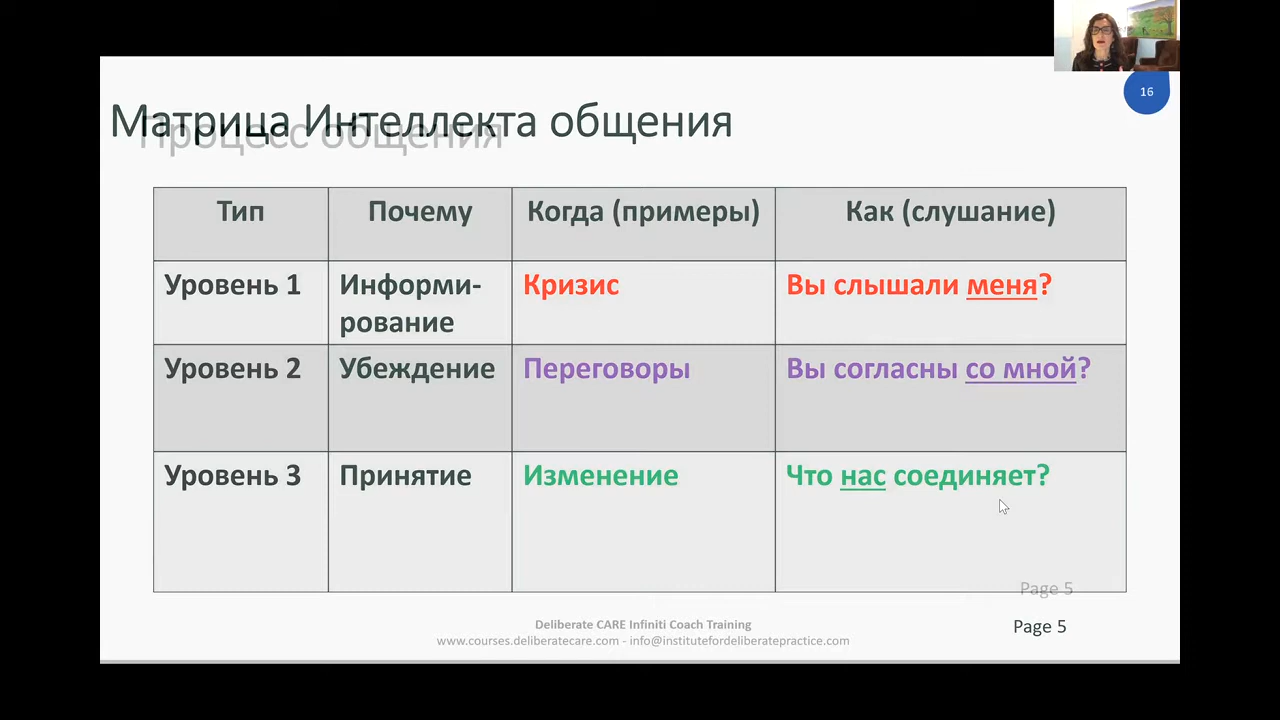 16
Матрица Интеллекта общения
Процесс общения
Тип Почему Когда (примеры) Как (слушание)
Уровень 1 Информи- Кризис Вы слышали меня?
рование
Уровень 2 Убеждение Переговоры Вы согласны со мной?
Уровень 3 Принятие Изменение Что нас соединяет?
Page 5
Deliberate CARE Infiniti Coach Training
Page 5
www.courses.deliberatecare.com - info@institutefordeliberatepractice.com